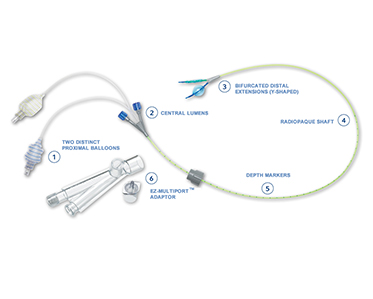 3
BIFURCATED DISTAL
EXTENSIONS (Y-SHAPED)
2
CENTRAL LUMENS
RADIOPAQUE SHAFT
4
TWO DISTINCT
PROXIMAL BALLOONS
1
6
EZ-MULTIPORT™
ADAPTOR
DEPTH MARKERS
5